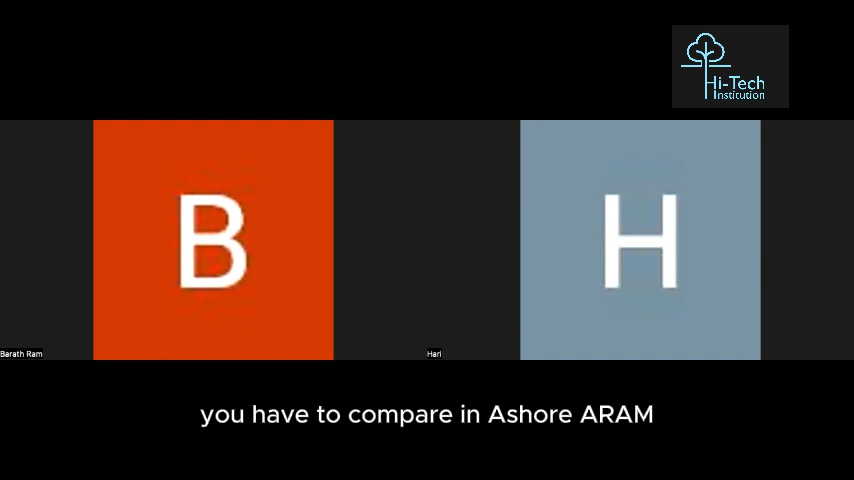 Hi-Tech
Institution
B
H
Barath Ram
Hari
you have to compare in Ashore ARAM